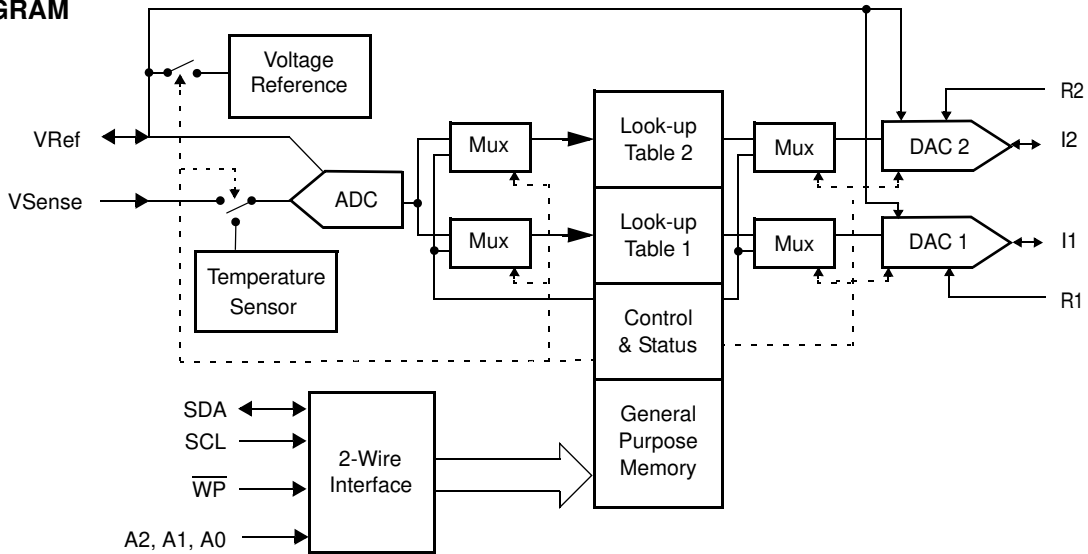 GRAM
Voltage
Reference
R2
VRef
Mux
Look-up
Table 2
Mux
DAC 2
I2
VSense
ADC
Mux
Look-up
Table 1
Mux
DAC 1
I1
Temperature
Sensor
Control
& Status
R1
SDA
SCL
WP
A2, A1, A0
2-Wire
Interface
General
Purpose
Memory